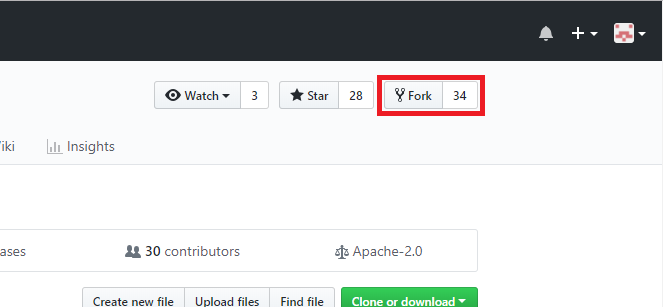 Watch 3 Star 28 Fork 34
iki Insights
ases 30 contributors Apache-2.0
Create new file Upload files Find file Clone or download